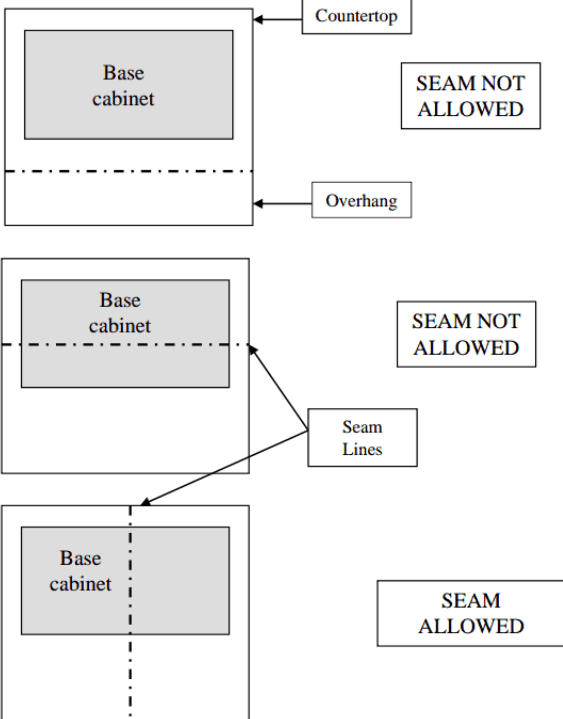 Countertop
Base
cabinet
SEAM NOT
ALLOWED
Overhang
Base
cabinet
SEAM NOT
ALLOWED
Seam
Lines
Base
cabinet
SEAM
ALLOWED